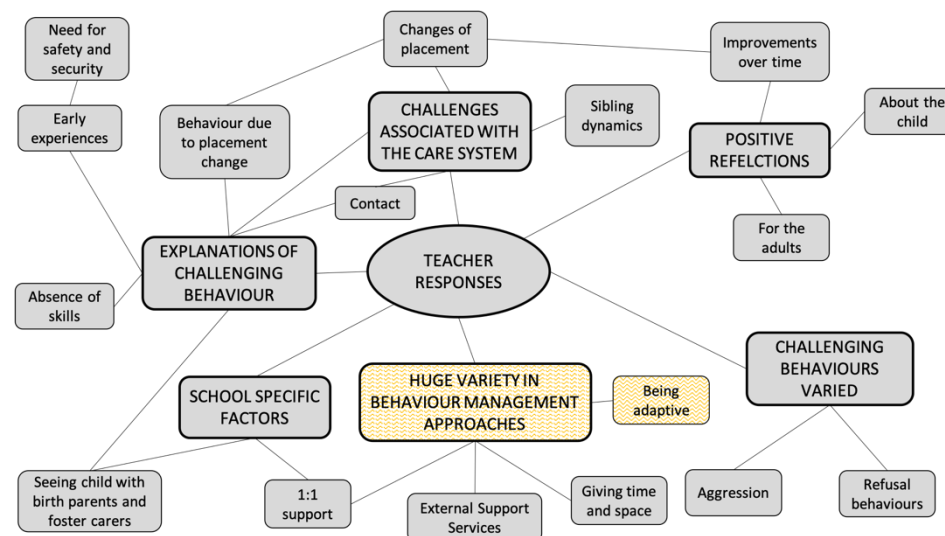 Need for
safety and
security
Changes of
placement
Improvements
over time
Early
experiences
Behaviour due
to placement
change
CHALLENGES
ASSOCIATED WITH
THE CARE SYSTEM
Sibling
dynamics
About the
child
POSITIVE
REFELCTIONS
Contact
For the
adults
EXPLANATIONS OF
CHALLENGING
BEHAVIOUR
TEACHER
RESPONSES
Absence of
skills
CHALLENGING
BEHAVIOURS
VARIED
SCHOOL SPECIFIC
FACTORS
HUGE VARIETY IN
BEHAVIOUR MANAGEMENT
APPROACHES
Being
adaptive
Seeing child with
birth parents and
foster carers
1:1
support
External Support
Services
Giving time
and space
Aggression
Refusal
behaviours